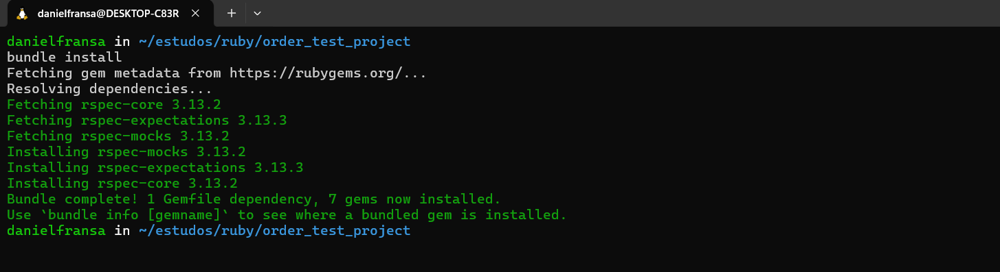 danielfransa@DESKTOP-C83R
danielfransa in ~/estudos/ruby/order_test_project
bundle install
Fetching gem metadata from https://rubygems.org/...
Resolving dependencies...
Fetching rspec-core 3.13.2
Fetching rspec-expectations 3.13.3
Fetching rspec-mocks 3.13.2
Installing rspec-mocks 3.13.2
Installing rspec-expectations 3.13.3
Installing rspec-core 3.13.2
Bundle complete! 1 Gemfile dependency, 7 gems now installed.
Use `bundle info [gemname]` to see where a bundled gem is installed.
danielfransa in ~/estudos/ruby/order_test_project